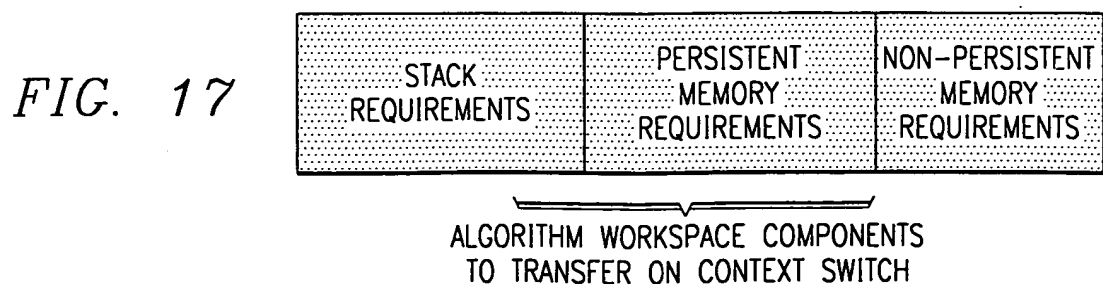 FIG. 17
STACK
REQUIREMENTS
PERSISTENT
MEMORY
REQUIREMENTS
NON-PERSISTENT
MEMORY
REQUIREMENTS
ALGORITHM WORKSPACE COMPONENTS
TO TRANSFER ON CONTEXT SWITCH